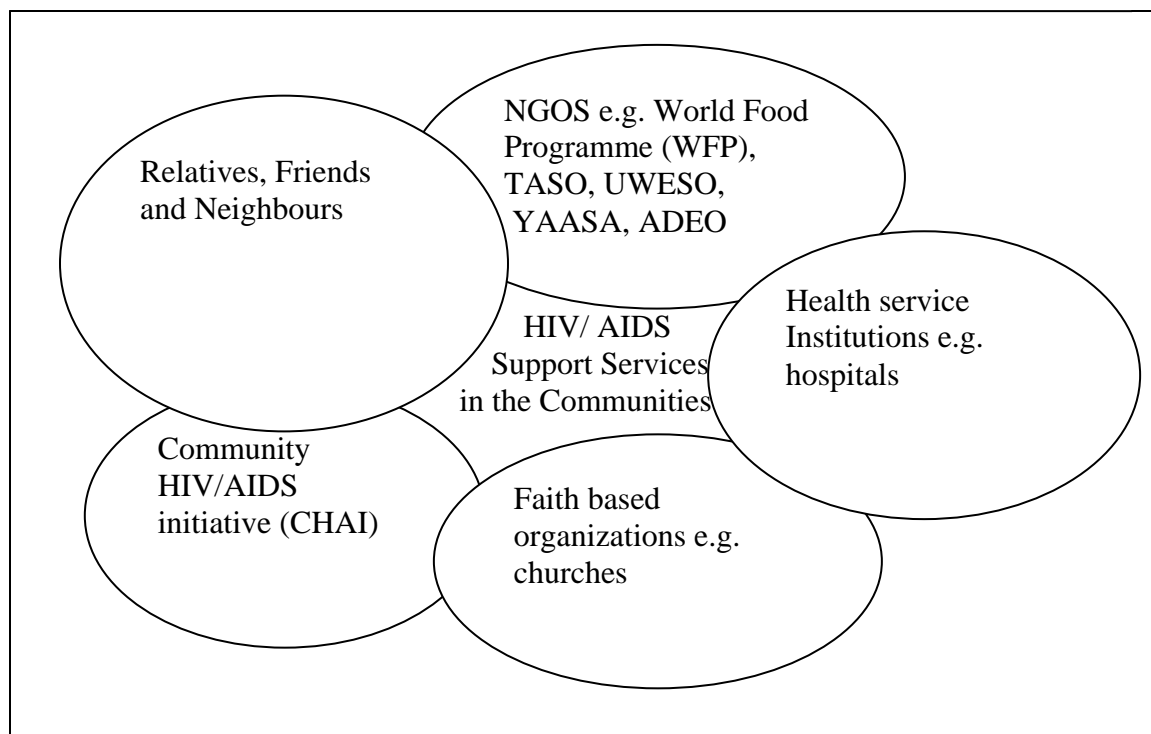 Relatives, Friends
and Neighbours
NGOS e.g. World Food
Programme (WFP),
TASO, UWESO,
YAASA, ADEO
Health service
Institutions e.g.
hospitals
HIV/ AIDS
Support Services
in the Communities
Community
HIV/AIDS
initiative (CHAI)
Faith based
organizations e.g.
churches